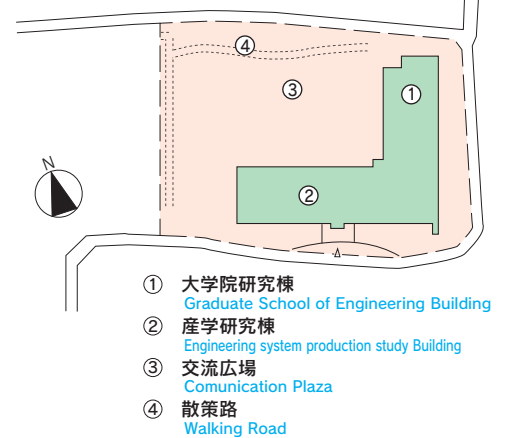 ④
③
①
N
②
① 大学院研究棟
Graduate School of Engineering Building
② 産学研究棟
Engineering system production study Building
③ 交流広場
Comunication Plaza
④ 散策路
Walking Road